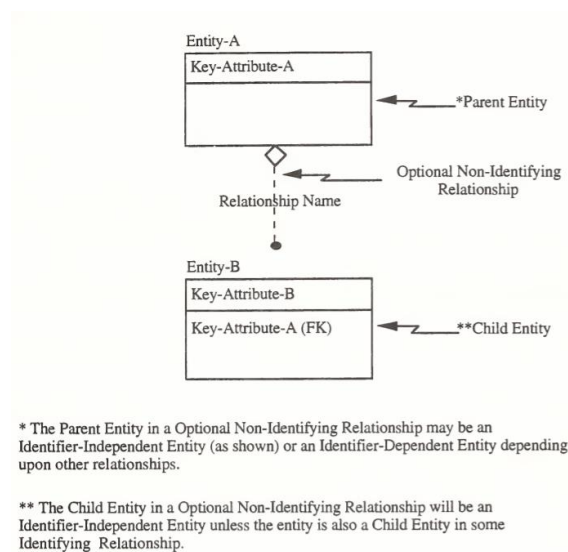 Entity-A
Key-Attribute-A
*Parent Entity
Optional Non-Identifying
Relationship
Relationship Name
Entity-B
Key-Attribute-B
Key-Attribute-A (FK)
**Child Entity
* The Parent Entity in a Optional Non-Identifying Relationship may be an
Identifier-Independent Entity (as shown) or an Identifier-Dependent Entity depending
upon other relationships.
** The Child Entity in a Optional Non-Identifying Relationship will be an
Identifier-Independent Entity unless the entity is also a Child Entity in some
Identifying Relationship.